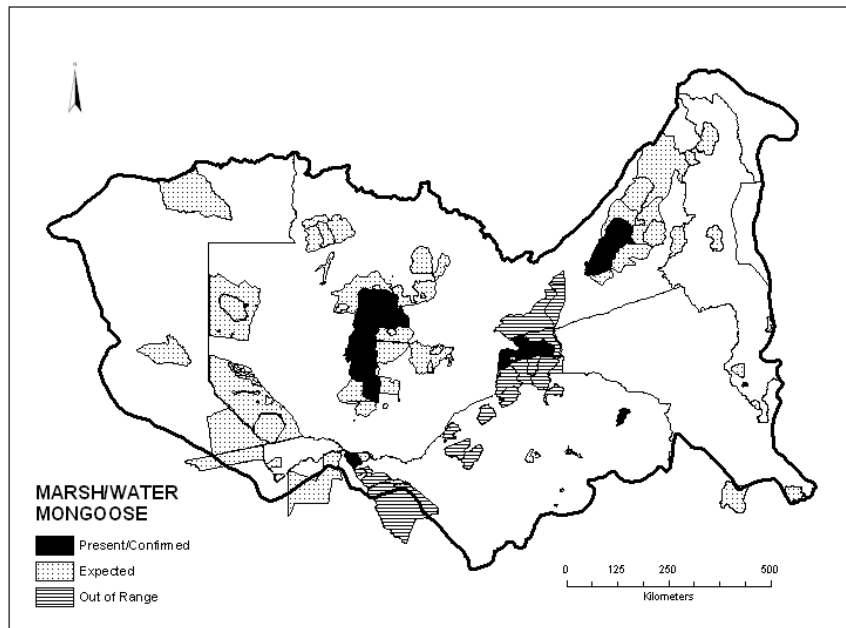 N
MARSH/WATER
MONGOOSE
Present/Confirmed
Expected
Out of Range
0 125 250 500
Kilometers